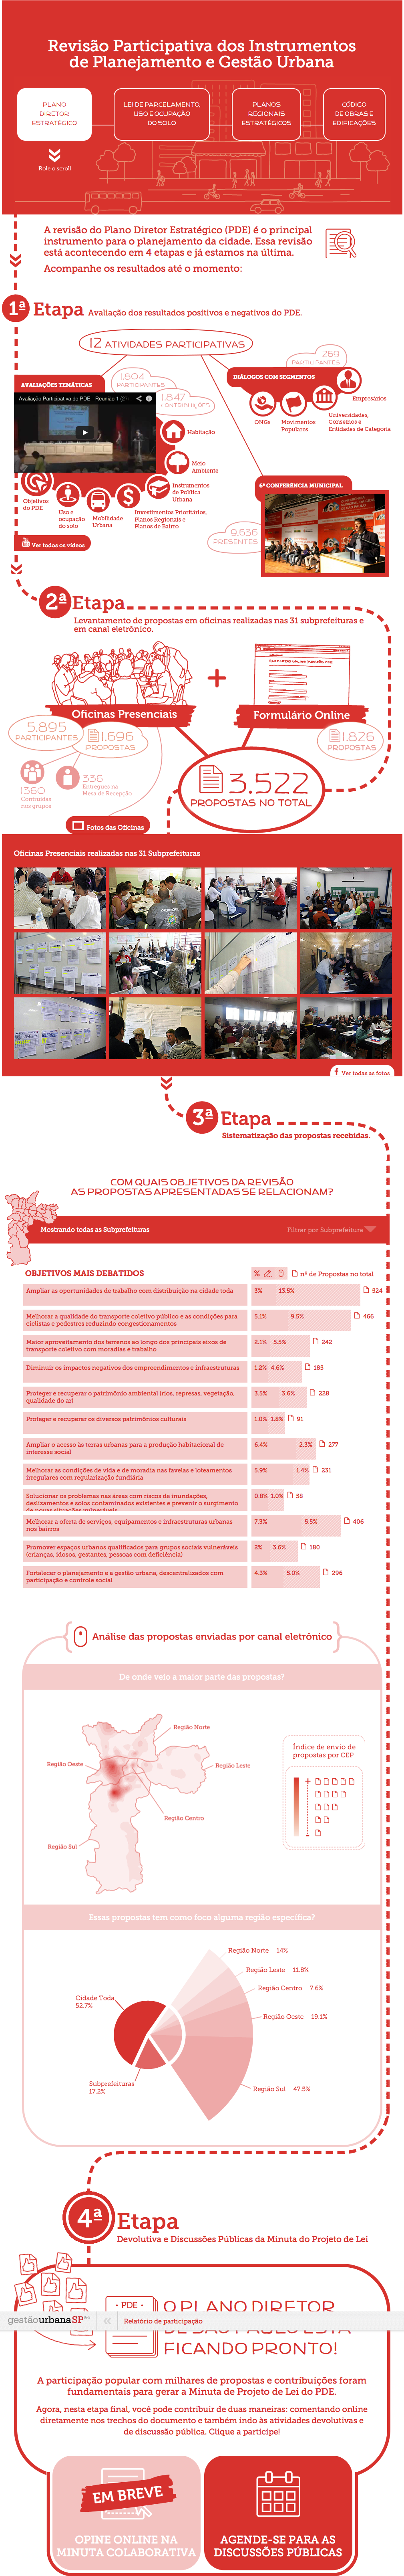 Revisão Participativa dos Instrumentos
de Planejamento e Gestão Urbana
PLANO
DIRETOR
ESTRATÉGICO
LEI DE PARCELAMENTO,
USO E OCUPAÇÃO
DO SOLO
PLANOS
REGIONAIS
ESTRATÉGICOS
CÓDIGO
DE OBRAS E
EDIFICAÇÕES
Role o scroll
A revisão do Plano Diretor Estratégico (PDE) é o principal
instrumento para o planejamento da cidade. Essa revisão
está acontecendo em 4 etapas e já estamos na última.
Acompanhe os resultados até o momento:
1ª Etapa Avaliação dos resultados positivos e negativos do PDE.
12 ATIVIDADES PARTICIPATIVAS
AVALIAÇÕES TEMÁTICAS
1.804
PARTICIPANTES
1.847
CONTRIBUIÇÕES
269
PARTICIPANTES
DIÁLOGOS COM SEGMENTOS
Avaliação Participativa do PDE - Reunião 1 (27
Empresários
ONGs
Movimentos
Populares
Universidades,
Conselhos e
Entidades de Categoria
Habitação
Meio
Ambiente
Instrumentos
de Política
Urbana
Investimentos Prioritários,
Planos Regionais e
Planos de Bairro
Mobilidade
Urbana
Uso e
ocupação
do solo
Objetivos
do PDE
Ver todos os vídeos
6ª CONFERÊNCIA MUNICIPAL
9.636
PRESENTES
2ª Etapa
Levantamento de propostas em oficinas realizadas nas 31 subprefeituras e
em canal eletrônico.
Oficinas Presenciais
+
Formulário Online
5.895
PARTICIPANTES
1.696
PROPOSTAS
1.826
PROPOSTAS
1360
Contruídas
nos grupos
336
Entregues na
Mesa de Recepção
3.522
PROPOSTAS NO TOTAL
Fotos das Oficinas
Oficinas Presenciais realizadas nas 31 Subprefeituras
Ver todas as fotos
3ª Etapa
Sistematização das propostas recebidas.
COM QUAIS OBJETIVOS DA REVISÃO
AS PROPOSTAS APRESENTADAS SE RELACIONAM?
Mostrando todas as Subprefeituras
Filtrar por Subprefeitura
OBJETIVOS MAIS DEBATIDOS
% nº de Propostas no total
Ampliar as oportunidades de trabalho com distribuição na cidade toda
3% 13.5% 524
Melhorar a qualidade do transporte coletivo público e as condições para
ciclistas e pedestres reduzindo congestionamentos
5.1% 9.5% 466
Maior aproveitamento dos terrenos ao longo dos principais eixos de
transporte coletivo com moradias e trabalho
2.1% 5.5% 242
Diminuir os impactos negativos dos empreendimentos e infraestruturas
1.2% 4.6% 185
Proteger e recuperar o patrimônio ambiental (rios, represas, vegetação,
qualidade do ar)
3.5% 3.6% 228
Proteger e recuperar os diversos patrimônios culturais
1.0% 1.8% 91
Ampliar o acesso às terras urbanas para a produção habitacional de
interesse social
6.4% 2.3% 277
Melhorar as condições de vida e de moradia nas favelas e loteamentos
irregulares com regularização fundiária
5.9% 1.4% 231
Solucionar os problemas nas áreas com riscos de inundações,
deslizamentos e solos contaminados existentes e prevenir o surgimento
de novas situações vulneráveis
0.8% 1.0% 58
Melhorar a oferta de serviços, equipamentos e infraestruturas urbanas
nos bairros
7.3% 5.5% 406
Promover espaços urbanos qualificados para grupos sociais vulneráveis
(crianças, idosos, gestantes, pessoas com deficiência)
2% 3.6% 180
Fortalecer o planejamento e a gestão urbana, descentralizados com
participação e controle social
4.3% 5.0% 296
Análise das propostas enviadas por canal eletrônico
De onde veio a maior parte das propostas?
Região Norte
Região Oeste
Região Leste
Região Centro
Região Sul
Índice de envio de
propostas por CEP
+
-
Essas propostas tem como foco alguma região específica?
Região Norte 14%
Região Leste 11.8%
Região Centro 7.6%
Região Oeste 19.1%
Região Sul 47.5%
Cidade Toda
52.7%
Subprefeituras
17.2%
4ª Etapa
Devolutiva e Discussões Públicas da Minuta do Projeto de Lei
• PDE •
O PLANO DIRETOR
DE SÃO PAULO ESTÁ
FICANDO PRONTO!
gestãourbanaSP
Relatório de participação
A participação popular com milhares de propostas e contribuições foram
fundamentais para gerar a Minuta de Projeto de Lei do PDE.
Agora, nesta etapa final, você pode contribuir de duas maneiras: comentando online
diretamente nos trechos do documento e também indo às atividades devolutivas e
de discussão pública. Clique a participe!
EM BREVE
OPINE ONLINE NA
MINUTA COLABORATIVA
AGENDE-SE PARA AS
DISCUSSÕES PÚBLICAS